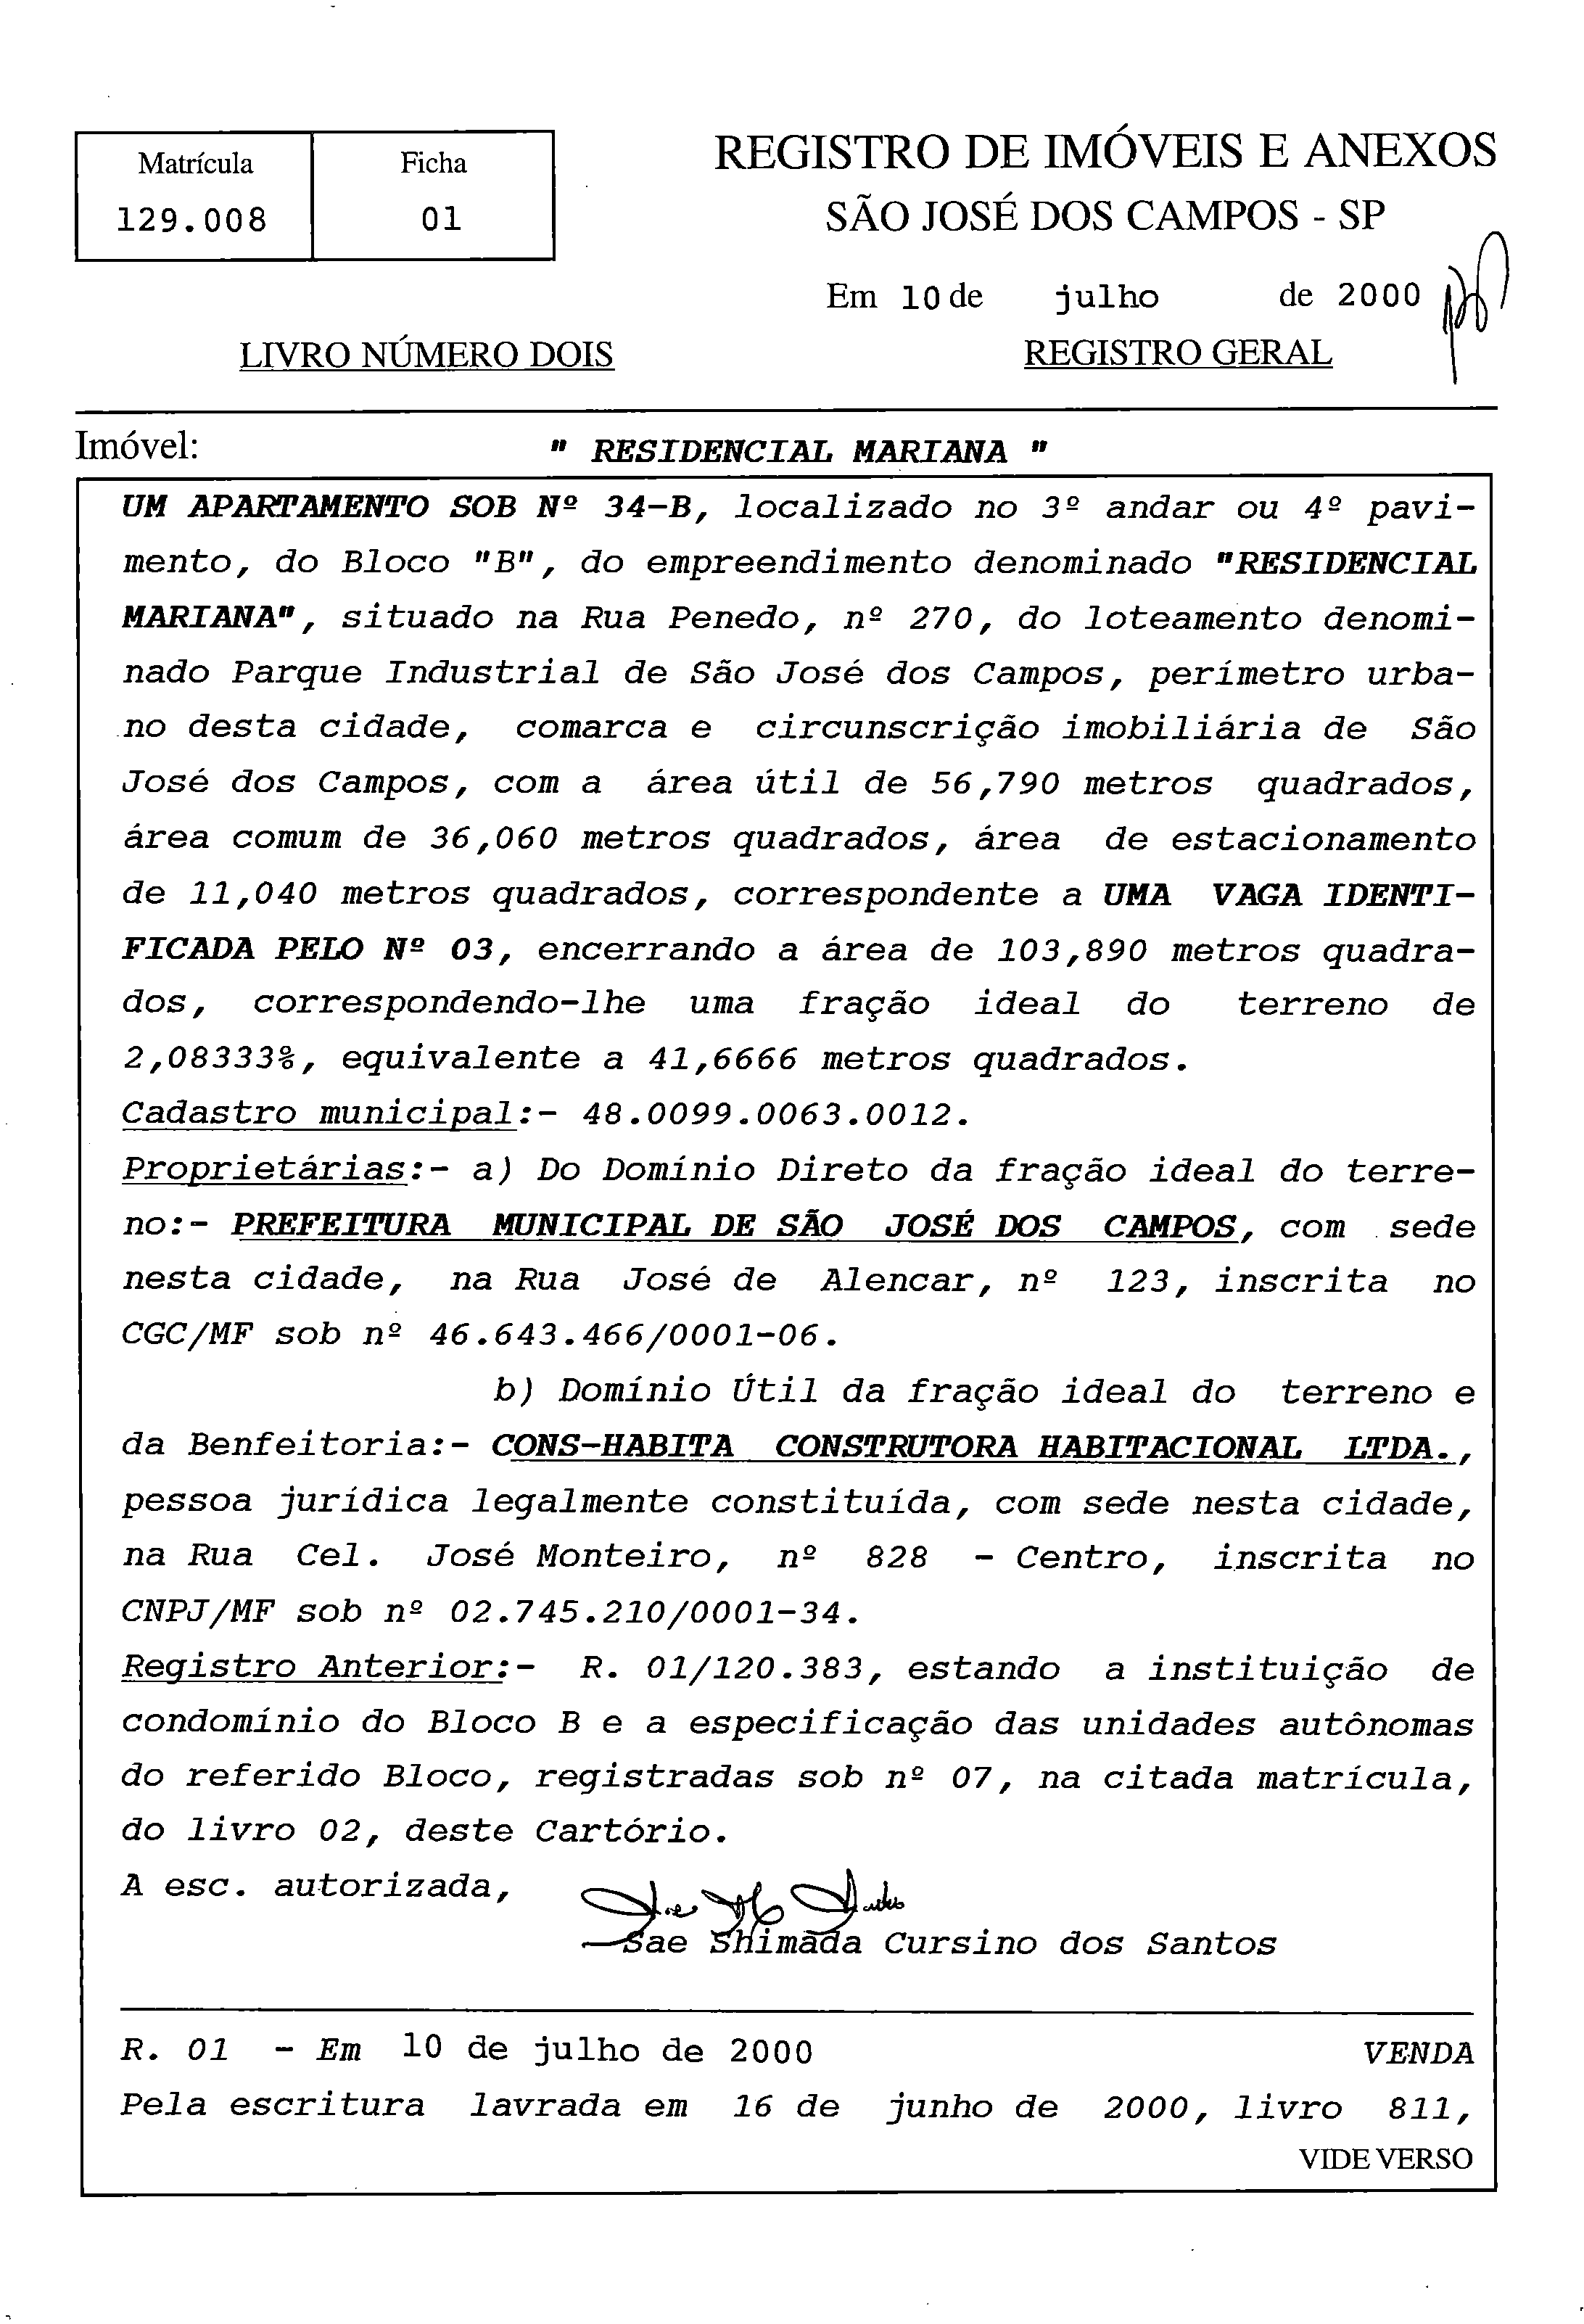 Matrícula
129.008
Ficha
01
REGISTRO DE IMÓVEIS E ANEXOS
SÃO JOSÉ DOS CAMPOS - SP
Em 10 de julho de 2000
LIVRO NÚMERO DOIS
REGISTRO GERAL
Imóvel: " RESIDENCIAL MARIANA "
UM APARTAMENTO SOB Nº 34-B, localizado no 3º andar ou 4º pavi-
mento, do Bloco "B", do empreendimento denominado "RESIDENCIAL
MARIANA", situado na Rua Penedo, nº 270, do loteamento denomi-
nado Parque Industrial de São José dos Campos, perímetro urba-
no desta cidade, comarca e circunscrição imobiliária de São
José dos Campos, com a área útil de 56,790 metros quadrados,
área comum de 36,060 metros quadrados, área de estacionamento
de 11,040 metros quadrados, correspondente a UMA VAGA IDENTI-
FICADA PELO Nº 03, encerrando a área de 103,890 metros quadra-
dos, correspondendo-lhe uma fração ideal do terreno de
2,08333%, equivalente a 41,6666 metros quadrados.
Cadastro municipal:- 48.0099.0063.0012.
Proprietárias:- a) Do Domínio Direto da fração ideal do terre-
no:- PREFEITURA MUNICIPAL DE SÃO JOSÉ DOS CAMPOS, com sede
nesta cidade, na Rua José de Alencar, nº 123, inscrita no
CGC/MF sob nº 46.643.466/0001-06.
b) Domínio Útil da fração ideal do terreno e
da Benfeitoria:- CONS-HABITA CONSTRUTORA HABITACIONAL LTDA.,
pessoa jurídica legalmente constituída, com sede nesta cidade,
na Rua Cel. José Monteiro, nº 828 - Centro, inscrita no
CNPJ/MF sob nº 02.745.210/0001-34.
Registro Anterior:- R. 01/120.383, estando a instituição de
condomínio do Bloco B e a especificação das unidades autônomas
do referido Bloco, registradas sob nº 07, na citada matrícula,
do livro 02, deste Cartório.
A esc. autorizada,
Sae Shimada Cursino dos Santos
R. 01 - Em 10 de julho de 2000 VENDA
Pela escritura lavrada em 16 de junho de 2000, livro 811,
VIDE VERSO